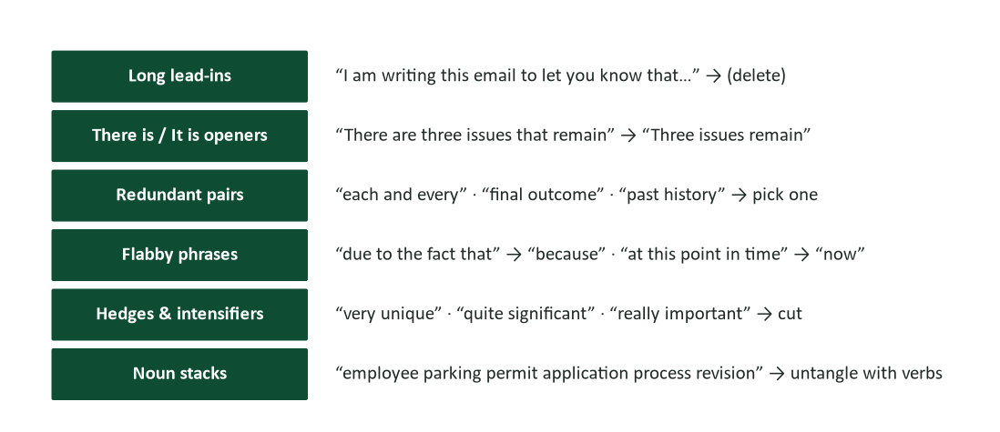 Long lead-ins
“I am writing this email to let you know that…” → (delete)
There is / It is openers
“There are three issues that remain” → “Three issues remain”
Redundant pairs
“each and every” · “final outcome” · “past history” → pick one
Flabby phrases
“due to the fact that” → “because” · “at this point in time” → “now”
Hedges & intensifiers
“very unique” · “quite significant” · “really important” → cut
Noun stacks
“employee parking permit application process revision” → untangle with verbs